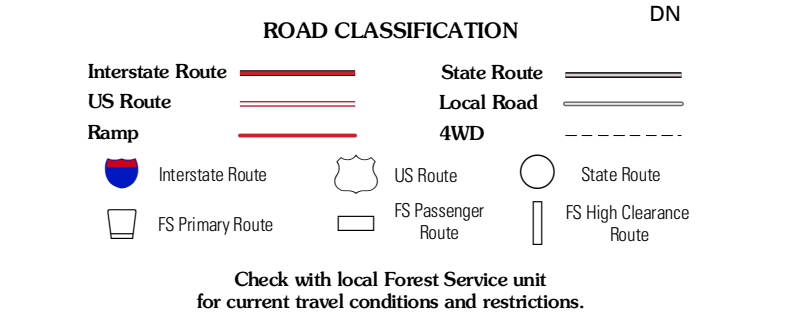 DN
ROAD CLASSIFICATION
Interstate Route
State Route
US Route
Local Road
Ramp
4WD
Interstate Route
US Route
State Route
FS Primary Route
FS Passenger
Route
FS High Clearance
Route
Check with local Forest Service unit
for current travel conditions and restrictions.